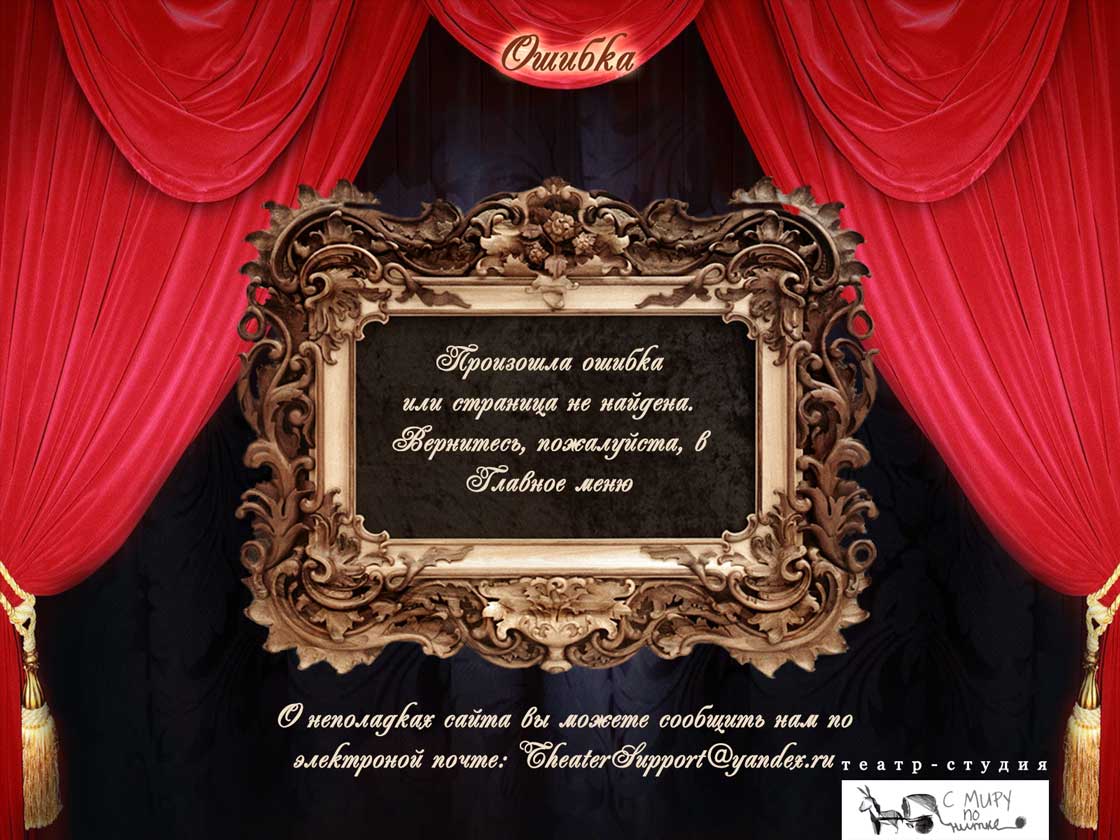 Ошибка
Произошла ошибка
или страница не найдена.
Вернитесь, пожалуйста, в
Главное меню
О неполадках сайта вы можете сообщить нам по
электроной почте: TheaterSupport@yandex.ru
театр-студия
С МИРУ
ПО
нитке